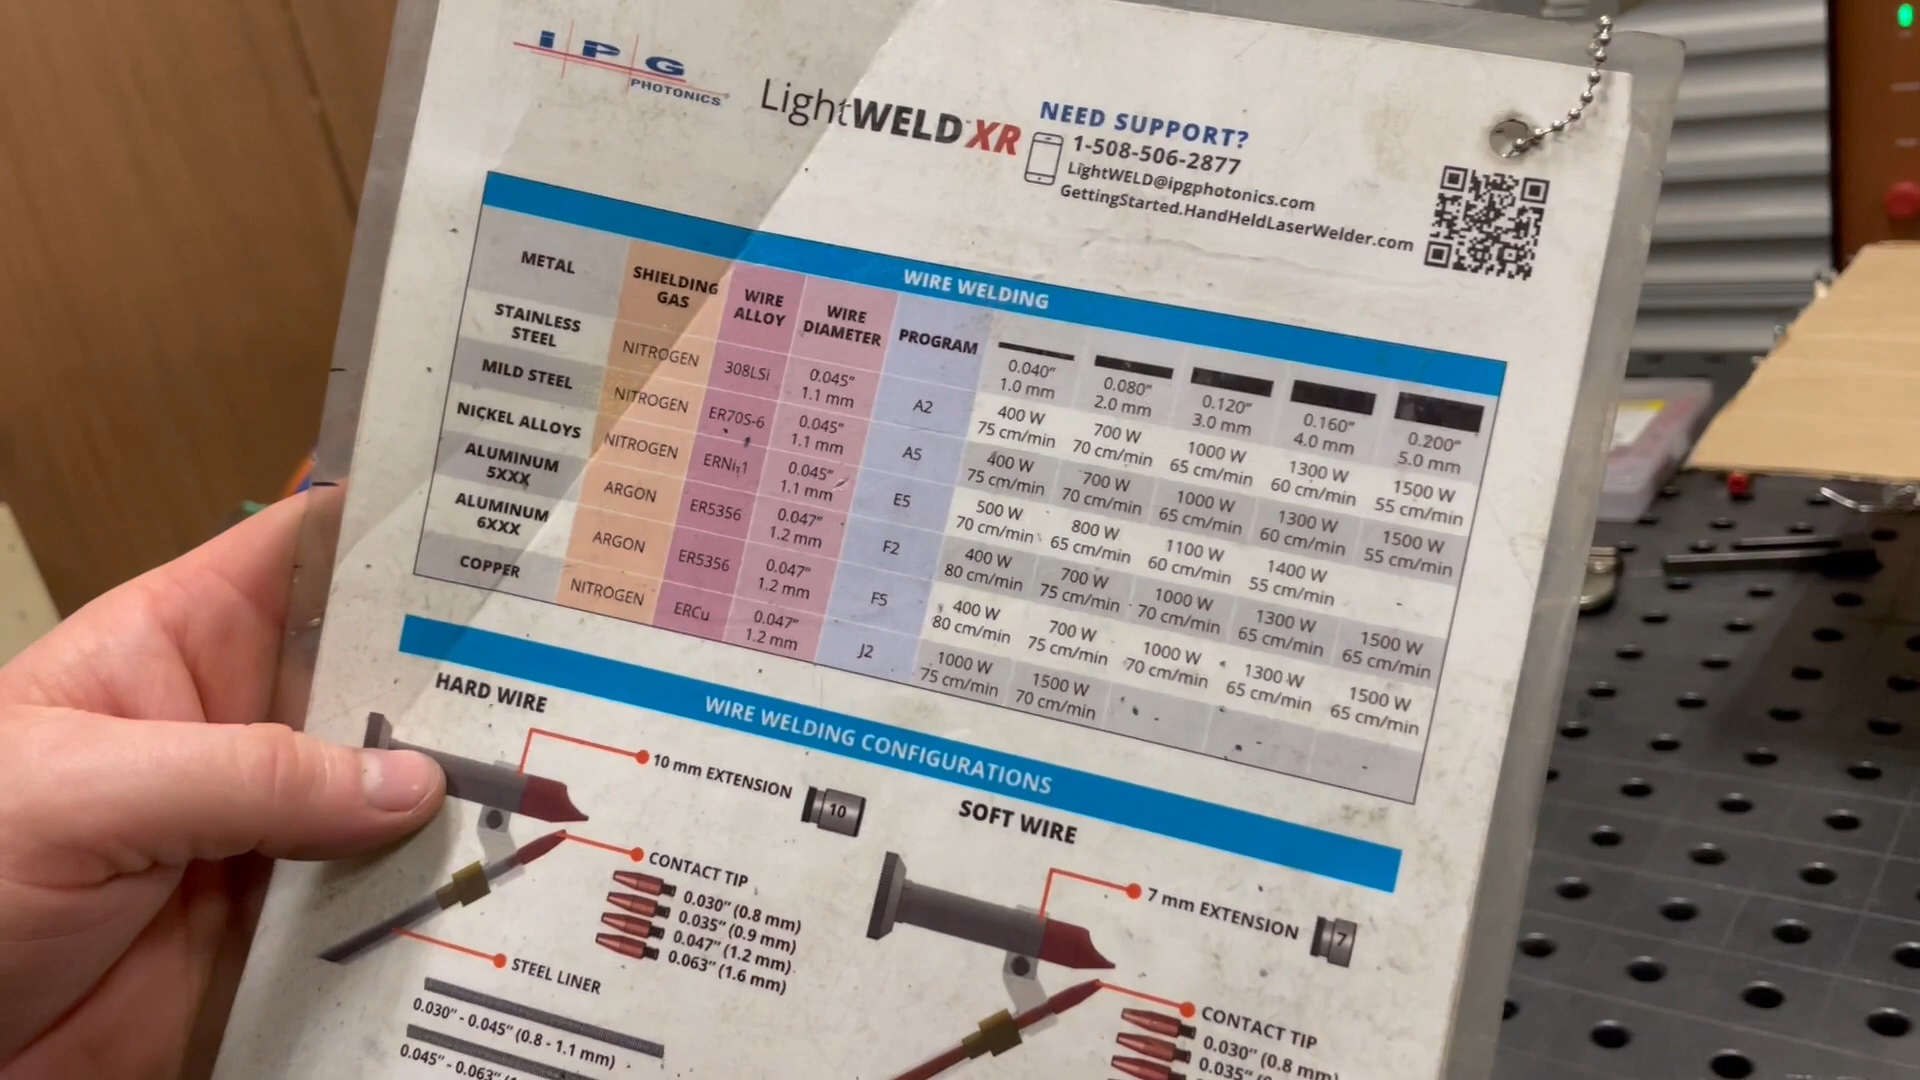 IPG
PHOTONICS®
LightWELD XR
NEED SUPPORT?
1-508-506-2877
LightWELD@ipgphotonics.com
GettingStarted.HandHeldLaserWelder.com
WIRE WELDING
METAL SHIELDING GAS WIRE ALLOY WIRE DIAMETER PROGRAM 0.040" 1.0 mm 0.080" 2.0 mm 0.120" 3.0 mm 0.160" 4.0 mm 0.200" 5.0 mm
STAINLESS STEEL NITROGEN 308LSi 0.045" 1.1 mm A2 400 W 75 cm/min 700 W 70 cm/min 1000 W 65 cm/min 1300 W 60 cm/min 1500 W 55 cm/min
MILD STEEL NITROGEN ER70S-6 0.045" 1.1 mm A5 400 W 75 cm/min 700 W 70 cm/min 1000 W 65 cm/min 1300 W 60 cm/min 1500 W 55 cm/min
NICKEL ALLOYS NITROGEN ERNi-1 0.045" 1.1 mm E5 500 W 70 cm/min 800 W 65 cm/min 1100 W 60 cm/min 1400 W 55 cm/min -
ALUMINUM 5XXX ARGON ER5356 0.047" 1.2 mm F2 400 W 80 cm/min 700 W 75 cm/min 1000 W 70 cm/min 1300 W 65 cm/min 1500 W 65 cm/min
ALUMINUM 6XXX ARGON ER5356 0.047" 1.2 mm F5 400 W 80 cm/min 700 W 75 cm/min 1000 W 70 cm/min 1300 W 65 cm/min 1500 W 65 cm/min
COPPER NITROGEN ERCu 0.047" 1.2 mm J2 1000 W 75 cm/min 1500 W 70 cm/min
WIRE WELDING CONFIGURATIONS
HARD WIRE
10 mm EXTENSION
10
CONTACT TIP
0.030" (0.8 mm)
0.035" (0.9 mm)
0.047" (1.2 mm)
0.063" (1.6 mm)
STEEL LINER
0.030" - 0.045" (0.8 - 1.1 mm)
0.045" - 0.063"
SOFT WIRE
7 mm EXTENSION
7
CONTACT TIP
0.030" (0.8 mm)
0.035"